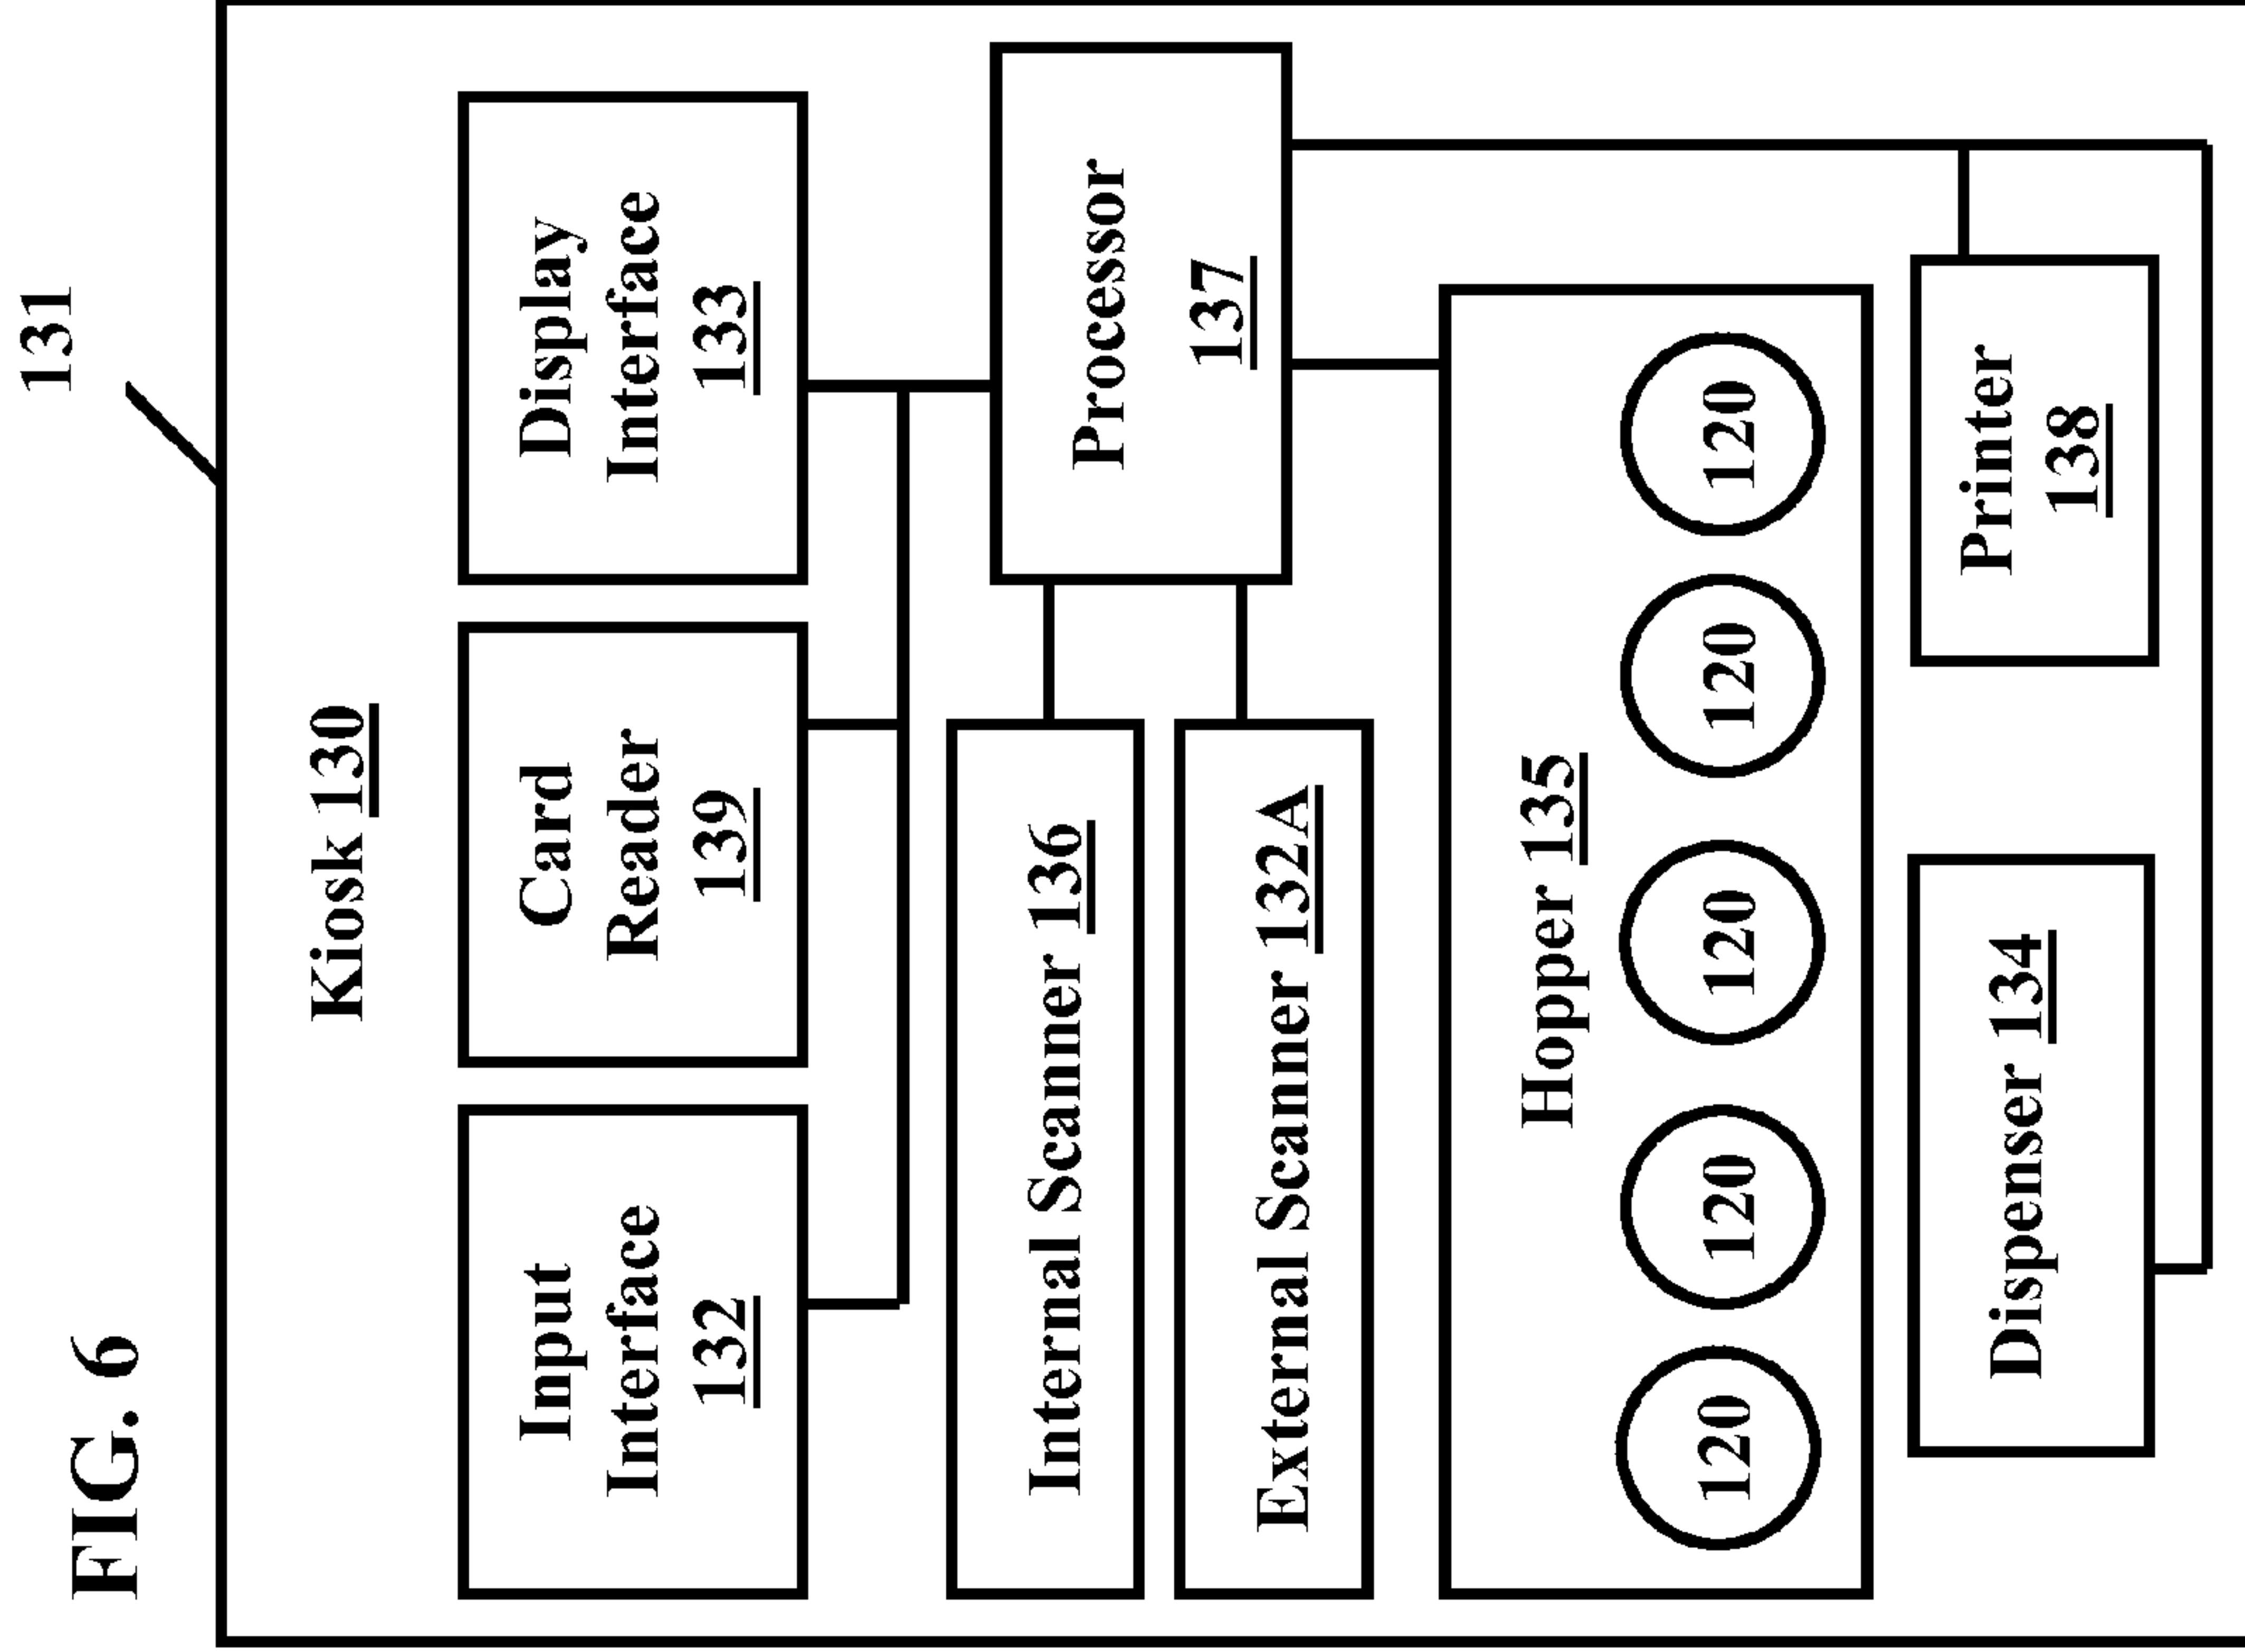 FIG. 6
131
Kiosk 130
Input
Interface
132
Card
Reader
139
Display
Interface
133
Internal Scanner 136
External Scanner 132A
Processor
137
Hopper 135
120
120
120
120
120
Dispenser 134
Printer
138